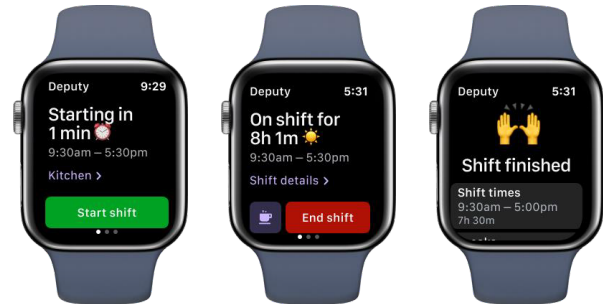 Deputy 9:29
Starting in
1 min ⏰
9:30am – 5:30pm
Kitchen >
Start shift
Deputy 5:31
On shift for
8h 1m ☀️
9:30am – 5:30pm
Shift details >
End shift
Deputy 5:31
🙌
Shift finished
Shift times
9:30am – 5:00pm
7h 30m